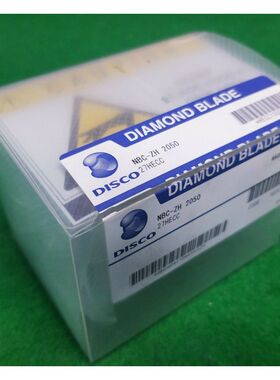 DIAMOND BLADE
NBC-ZH 2050
27HECC
DISCO
DIAMOND BLADE
NBC-ZH 2050
27HECC
DISCO